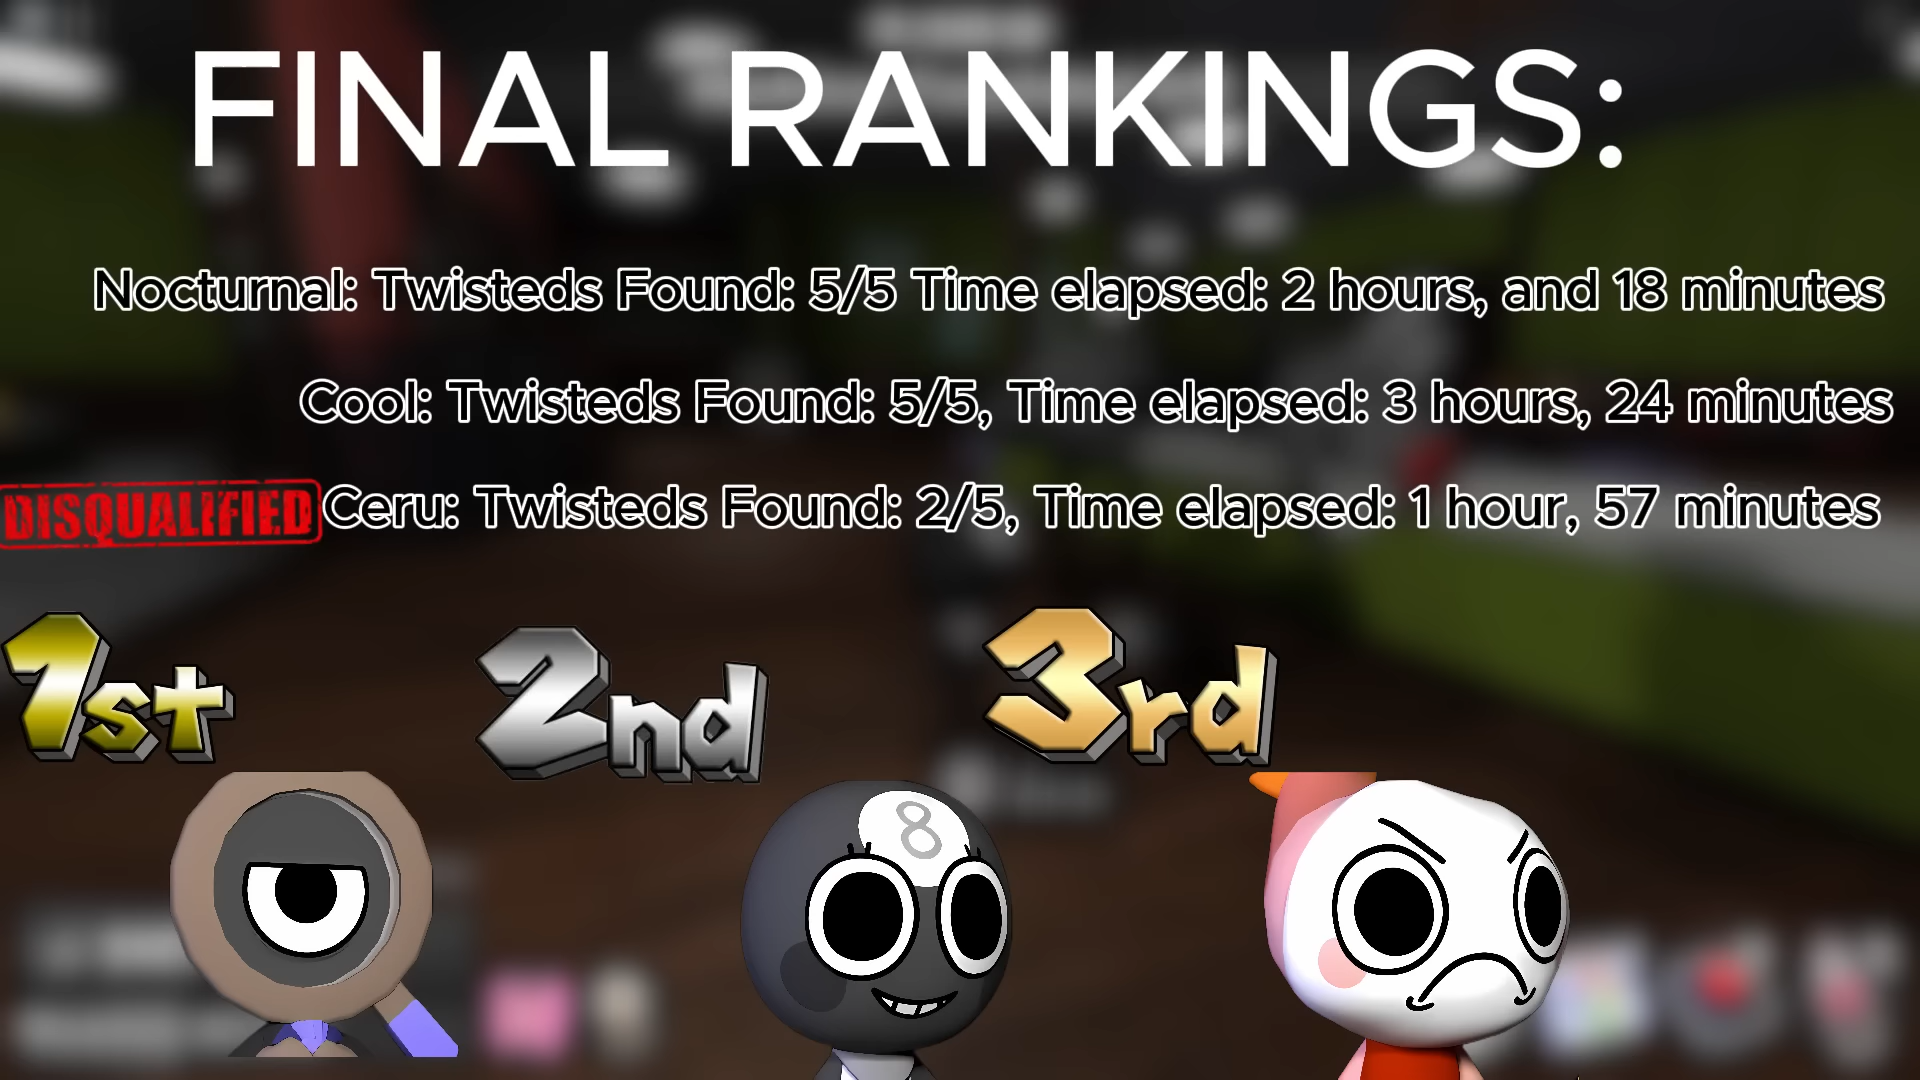 FINAL RANKINGS:
Nocturnal: Twisteds Found: 5/5 Time elapsed: 2 hours, and 18 minutes
Cool: Twisteds Found: 5/5, Time elapsed: 3 hours, 24 minutes
DISQUALIFIED Ceru: Twisteds Found: 2/5, Time elapsed: 1 hour, 57 minutes
1st 2nd 3rd
8